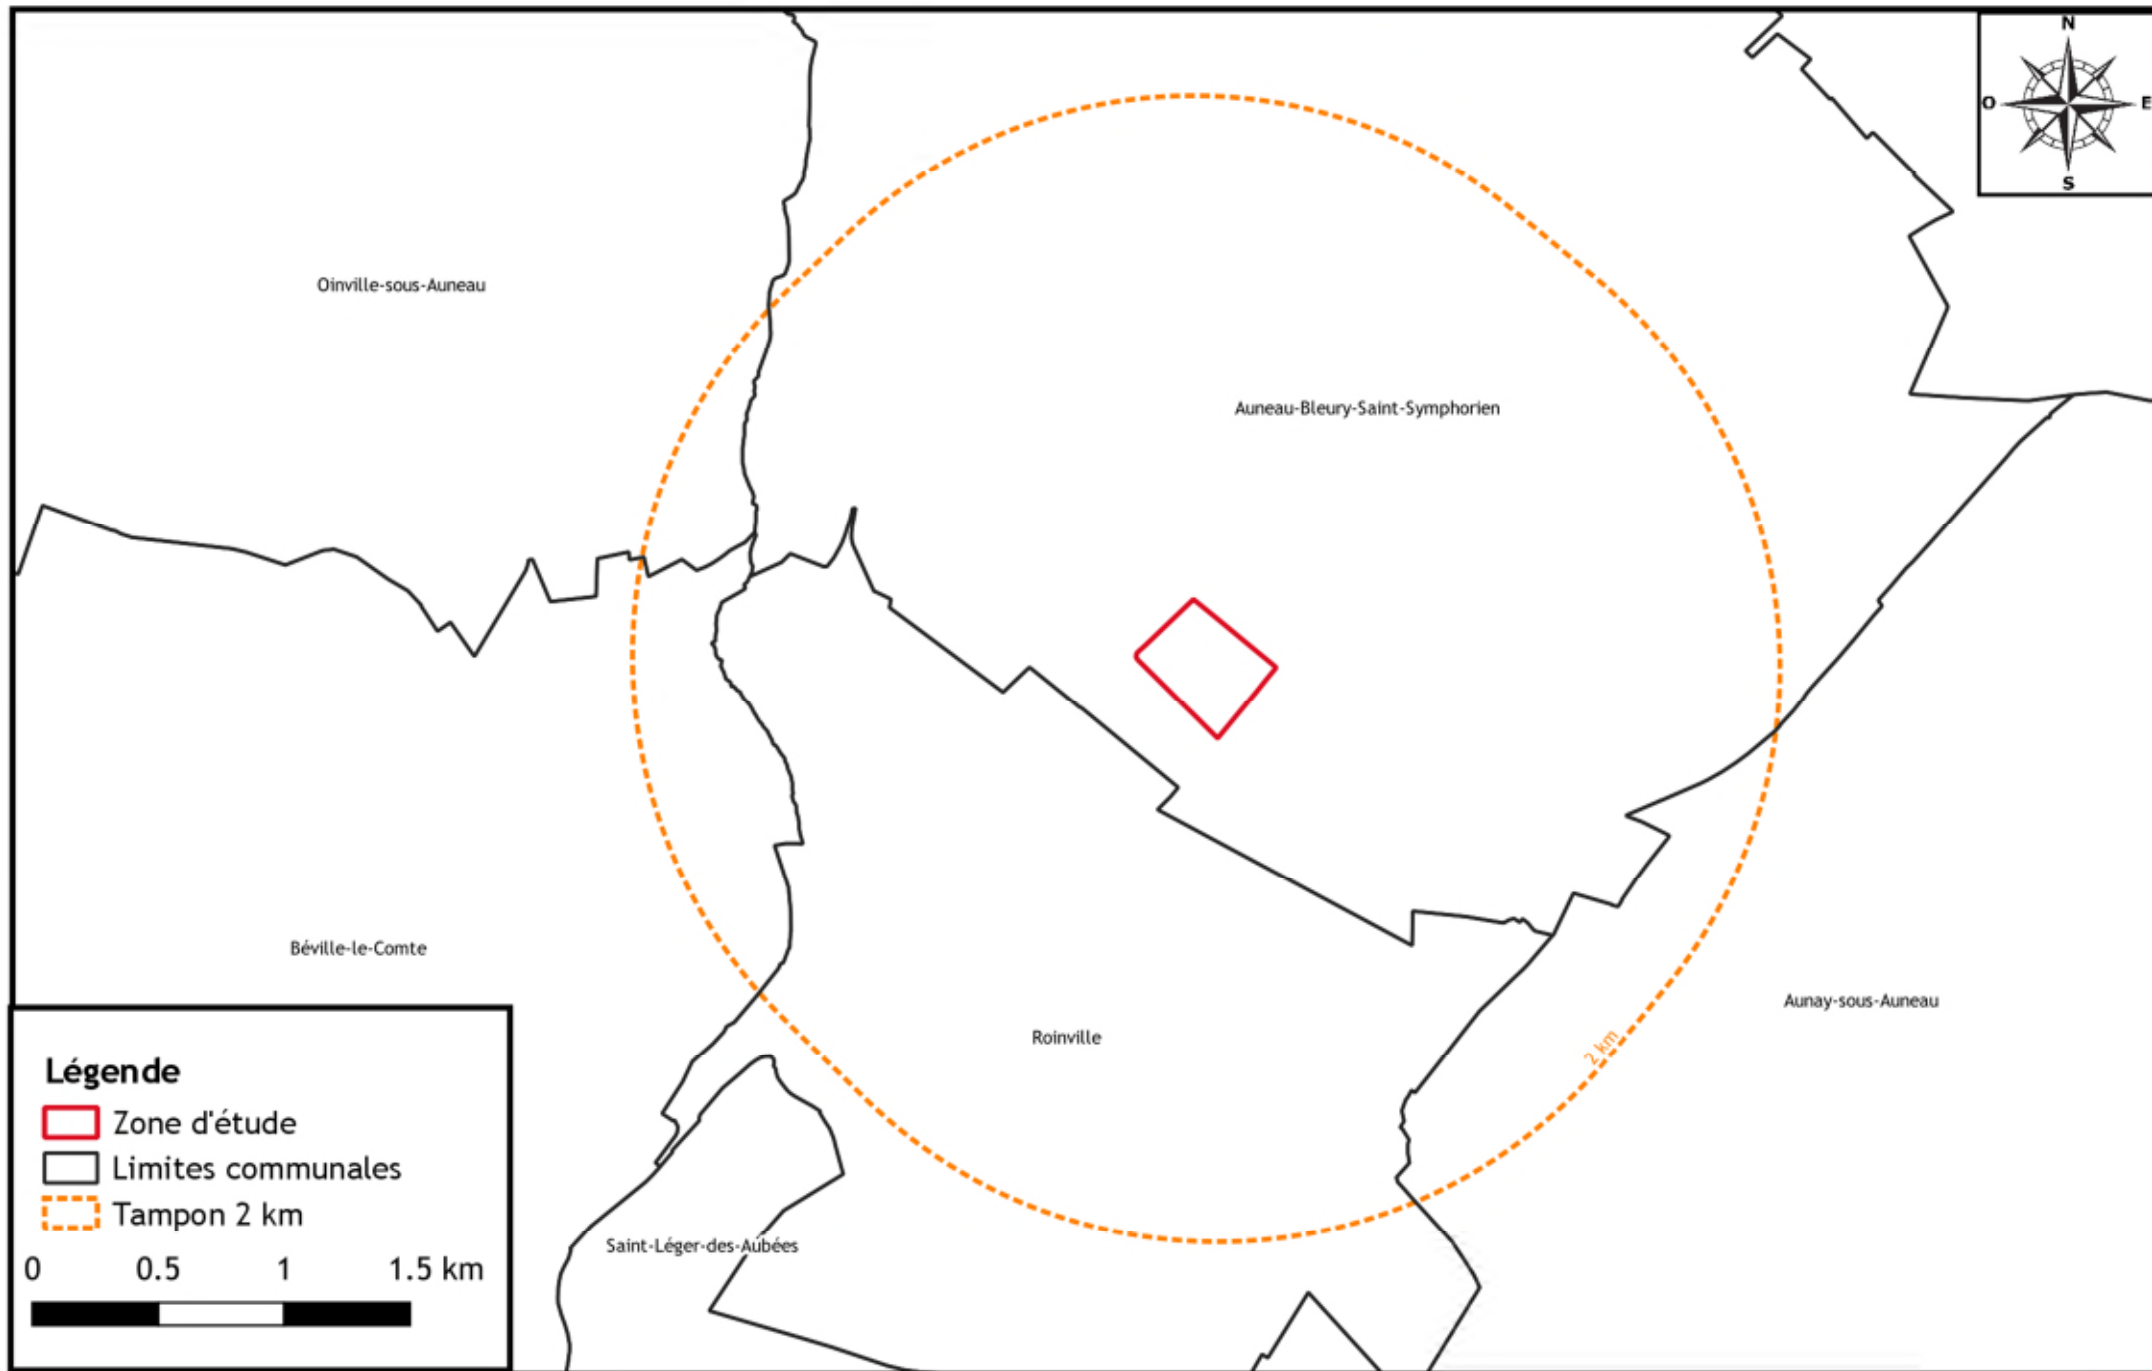 N
O
E
S
Oinville-sous-Auneau
Auneau-Bleury-Saint-Symphorien
Béville-le-Comte
Aunay-sous-Auneau
Roinville
2 km
Saint-Léger-des-Aubées
Légende
Zone d'étude
Limites communales
Tampon 2 km
0 0.5 1 1.5 km